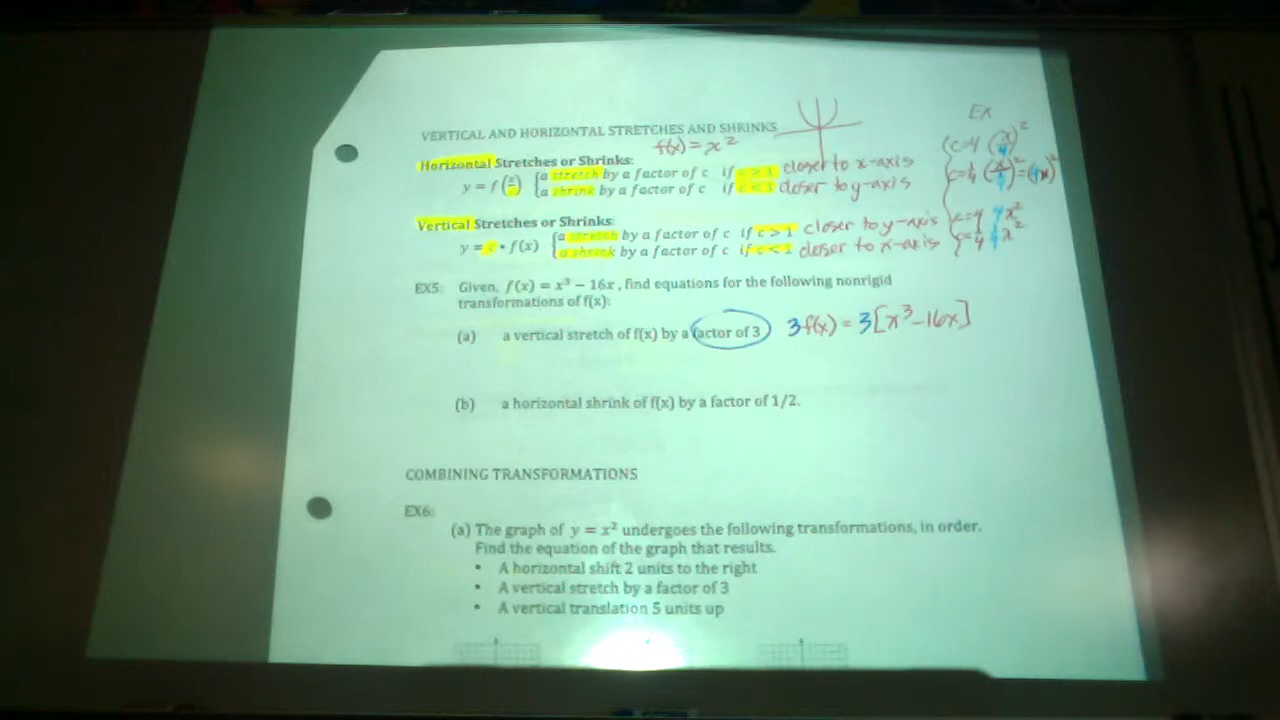 VERTICAL AND HORIZONTAL STRETCHES AND SHRINKS
f(x) = x²
Ex
Horizontal Stretches or Shrinks:
y = f(x/c) { a stretch by a factor of c if c > 1 closer to x-axis
a shrink by a factor of c if c < 1 closer to y-axis
c=4 (x/4)²
Vertical Stretches or Shrinks:
y = c • f(x) { a stretch by a factor of c if c > 1 closer to y-axis
a shrink by a factor of c if c < 1 closer to x-axis
c=4 4x²
EX5: Given, f(x) = x³ − 16x, find equations for the following nonrigid
transformations of f(x):
(a) a vertical stretch of f(x) by a factor of 3 3f(x) = 3[x³−16x]
(b) a horizontal shrink of f(x) by a factor of 1/2.
COMBINING TRANSFORMATIONS
EX6:
(a) The graph of y = x² undergoes the following transformations, in order.
Find the equation of the graph that results.
• A horizontal shift 2 units to the right
• A vertical stretch by a factor of 3
• A vertical translation 5 units up